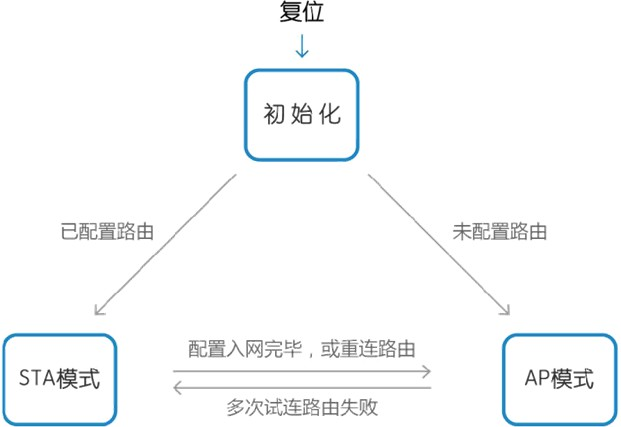 复位
初始化
已配置路由
未配置路由
配置入网完毕，或重连路由
STA模式
AP模式
多次试连路由失败